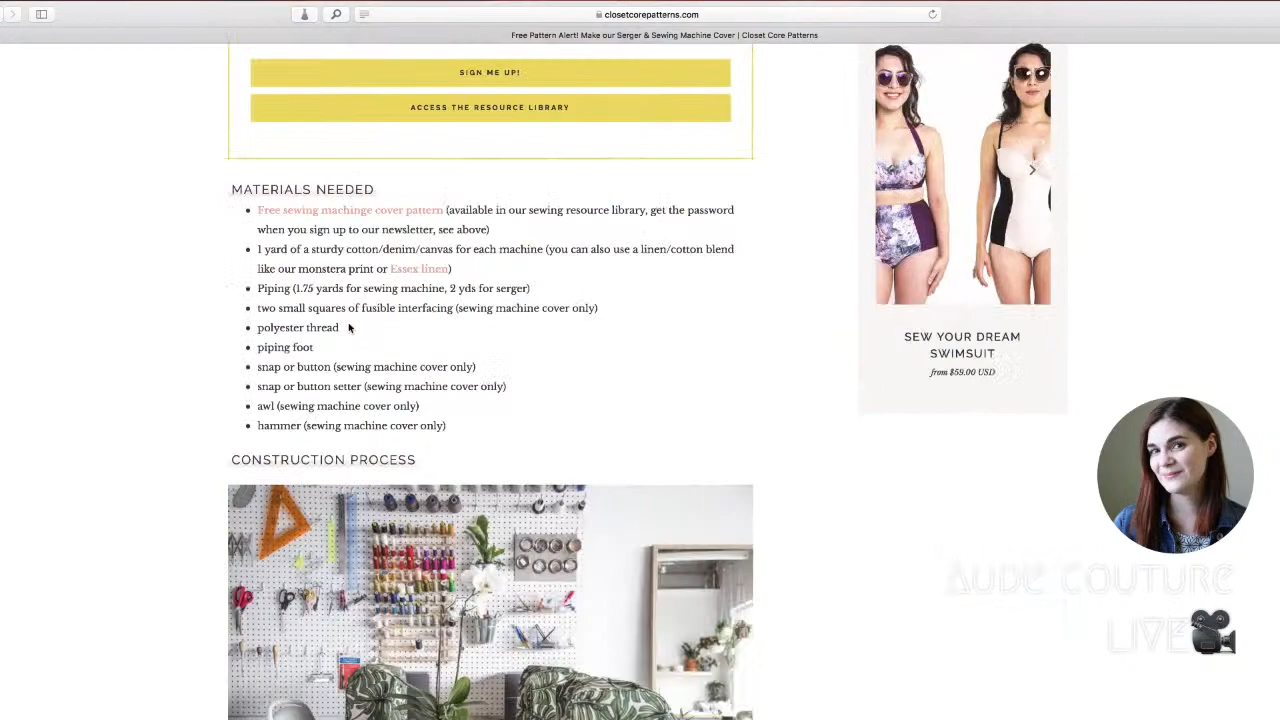 closetcorepatterns.com
Free Pattern Alert! Make our Serger & Sewing Machine Cover | Closet Core Patterns
SIGN ME UP!
ACCESS THE RESOURCE LIBRARY
MATERIALS NEEDED
Free sewing machinge cover pattern (available in our sewing resource library, get the password
when you sign up to our newsletter, see above)
1 yard of a sturdy cotton/denim/canvas for each machine (you can also use a linen/cotton blend
like our monstera print or Essex linen)
Piping (1.75 yards for sewing machine, 2 yds for serger)
two small squares of fusible interfacing (sewing machine cover only)
polyester thread
piping foot
snap or button (sewing machine cover only)
snap or button setter (sewing machine cover only)
awl (sewing machine cover only)
hammer (sewing machine cover only)
CONSTRUCTION PROCESS
SEW YOUR DREAM
SWIMSUIT
from $59.00 USD
AUDE COUTURE
LIVE